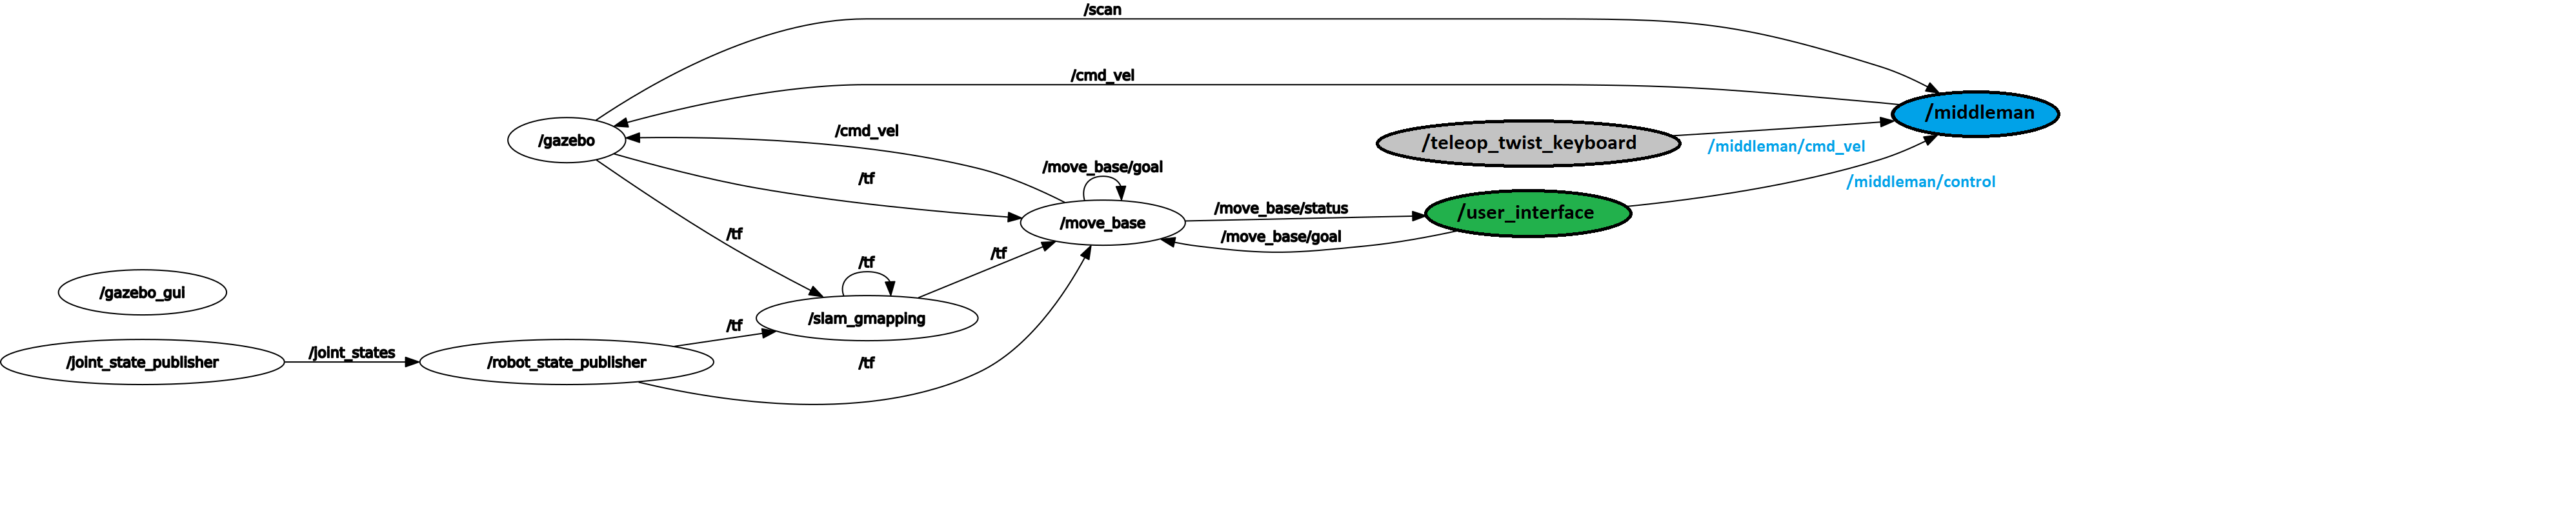 /scan
/cmd_vel
/middleman
/cmd_vel
/gazebo
/teleop_twist_keyboard
/middleman/cmd_vel
/move_base/goal
/tf
/middleman/control
/move_base/status
/user_interface
/move_base
/tf
/move_base/goal
/tf
/tf
/gazebo_gui
/slam_gmapping
/tf
/joint_states
/joint_state_publisher
/robot_state_publisher
/tf